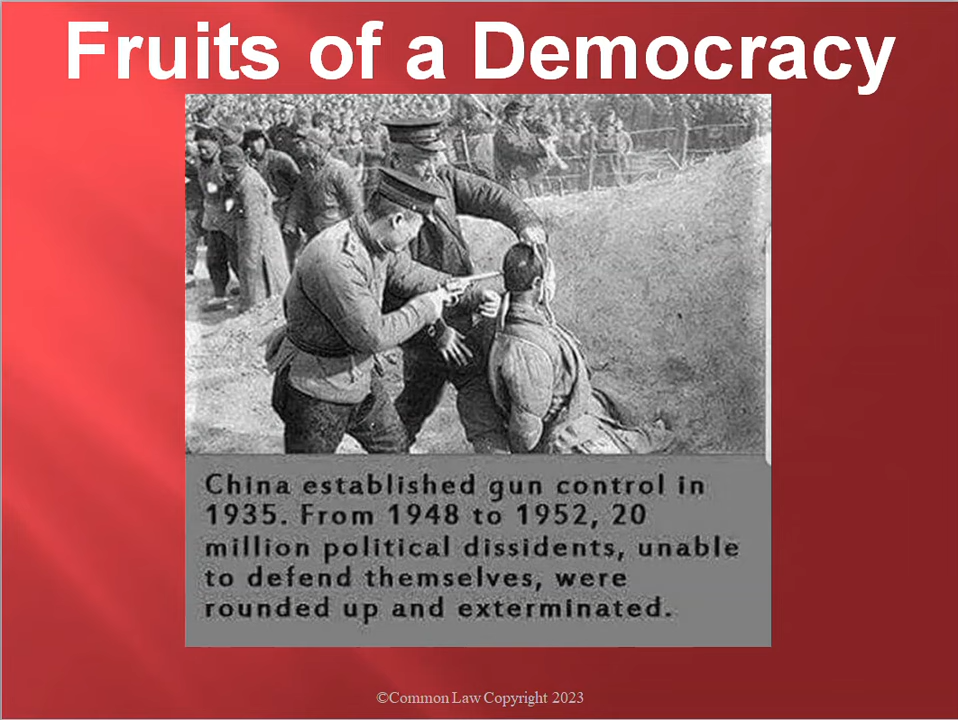 Fruits of a Democracy
China established gun control in
1935. From 1948 to 1952, 20
million political dissidents, unable
to defend themselves, were
rounded up and exterminated.
©Common Law Copyright 2023